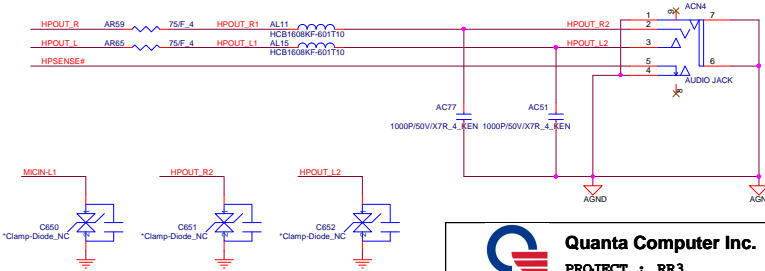 ACN4
HPOUT_R AR59 75/F_4 HPOUT_R1 AL11 HPOUT_R2 1 7
HCB1608KF-601T10 2
HPOUT_L AR65 75/F_4 HPOUT_L1 AL15 HPOUT_L2 3
HCB1608KF-601T10
HPSENSE# 5 6
4
AUDIO JACK
AC77 AC51
1000P/50V/X7R_4_KEN 1000P/50V/X7R_4_KEN
MICIN-L1 HPOUT_R2 HPOUT_L2
AGND AGN
C650 C651 C652
*Clamp-Diode_NC *Clamp-Diode_NC *Clamp-Diode_NC
Quanta Computer Inc.
PROJECT : RR3